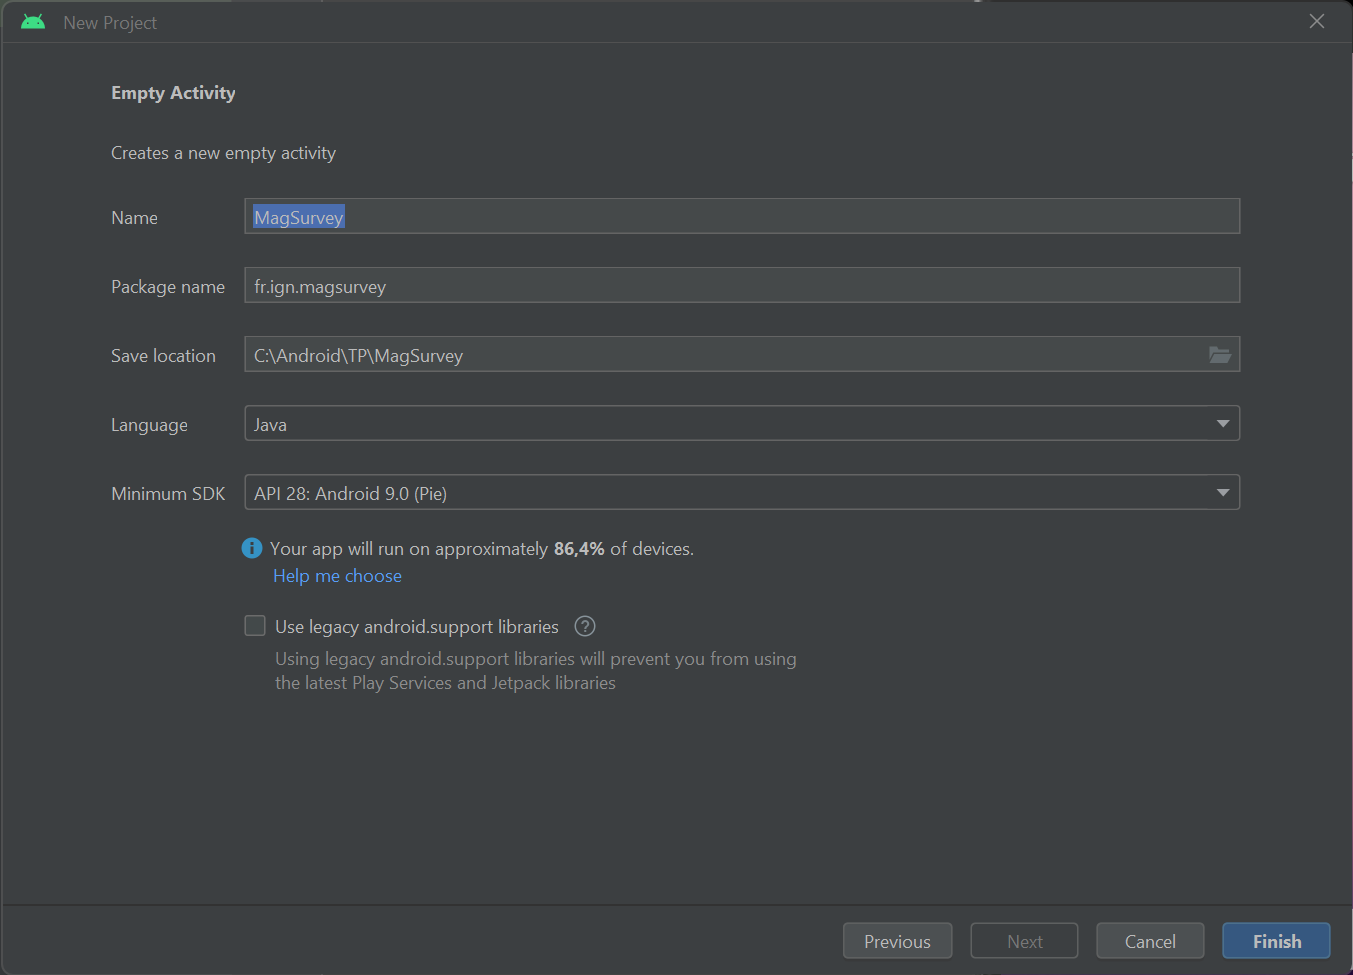 New Project
Empty Activity
Creates a new empty activity
Name MagSurvey
Package name fr.ign.magsurvey
Save location C:\Android\TP\MagSurvey
Language Java
Minimum SDK API 28: Android 9.0 (Pie)
Your app will run on approximately 86,4% of devices.
Help me choose
Use legacy android.support libraries ?
Using legacy android.support libraries will prevent you from using
the latest Play Services and Jetpack libraries
Previous Next Cancel Finish